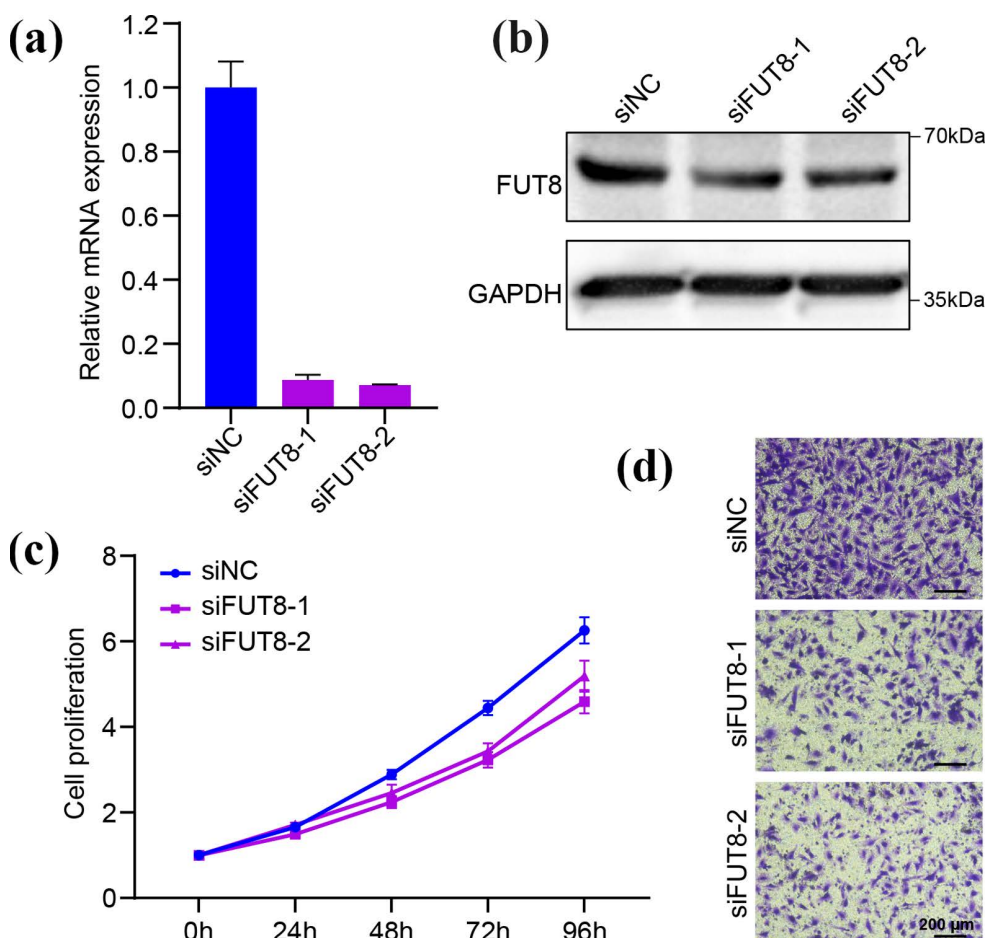 (a)
Relative mRNA expression
1.2
1.0
0.8
0.6
0.4
0.2
0.0
siNC
siFUT8-1
siFUT8-2
(b)
siNC
siFUT8-1
siFUT8-2
FUT8
70kDa
GAPDH
35kDa
(c)
Cell proliferation
8
6
4
2
0
siNC
siFUT8-1
siFUT8-2
0h
24h
48h
72h
96h
(d)
siNC
siFUT8-1
siFUT8-2
200 µm